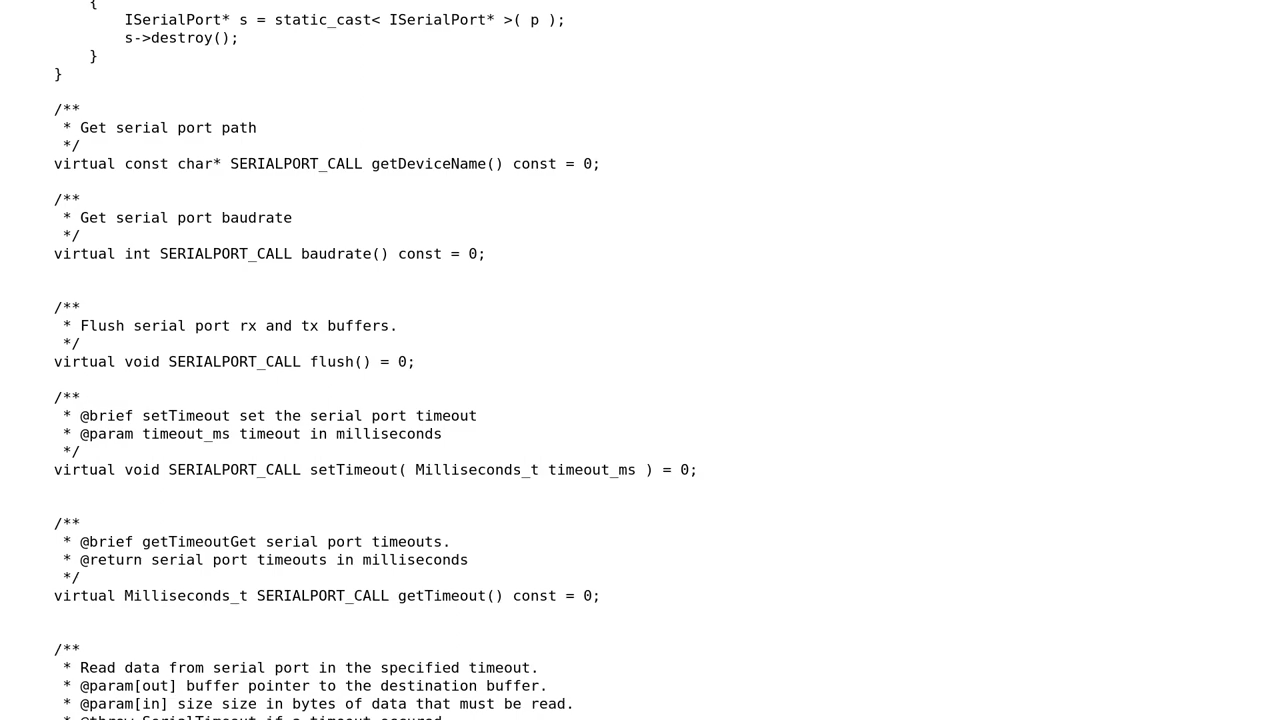 {
ISerialPort* s = static_cast< ISerialPort* >( p );
s->destroy();
}
}
/**
* Get serial port path
*/
virtual const char* SERIALPORT_CALL getDeviceName() const = 0;
/**
* Get serial port baudrate
*/
virtual int SERIALPORT_CALL baudrate() const = 0;
/**
* Flush serial port rx and tx buffers.
*/
virtual void SERIALPORT_CALL flush() = 0;
/**
* @brief setTimeout set the serial port timeout
* @param timeout_ms timeout in milliseconds
*/
virtual void SERIALPORT_CALL setTimeout( Milliseconds_t timeout_ms ) = 0;
/**
* @brief getTimeoutGet serial port timeouts.
* @return serial port timeouts in milliseconds
*/
virtual Milliseconds_t SERIALPORT_CALL getTimeout() const = 0;
/**
* Read data from serial port in the specified timeout.
* @param[out] buffer pointer to the destination buffer.
* @param[in] size size in bytes of data that must be read.
* @throw SerialTimeout if a timeout occured